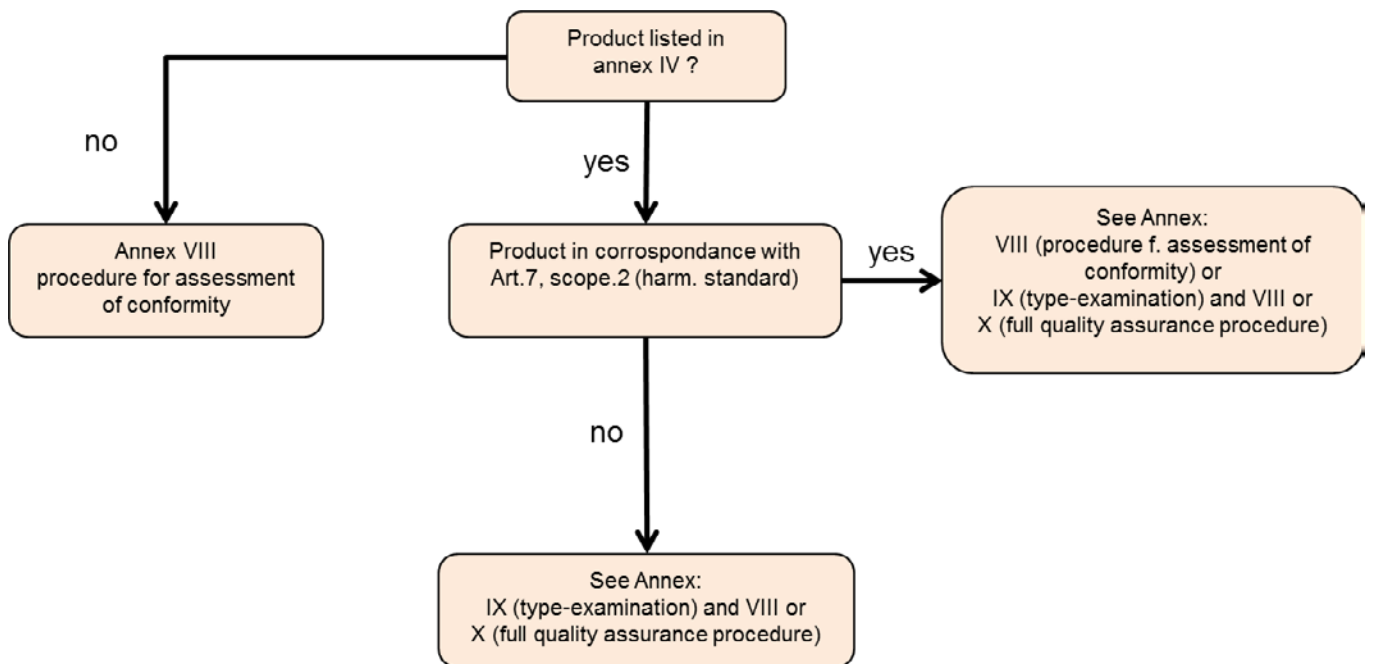 Product listed in
annex IV ?
no
yes
Annex VIII
procedure for assessment
of conformity
Product in corrospondance with
Art.7, scope.2 (harm. standard)
yes
See Annex:
VIII (procedure f. assessment of
conformity) or
IX (type-examination) and VIII or
X (full quality assurance procedure)
no
See Annex:
IX (type-examination) and VIII or
X (full quality assurance procedure)